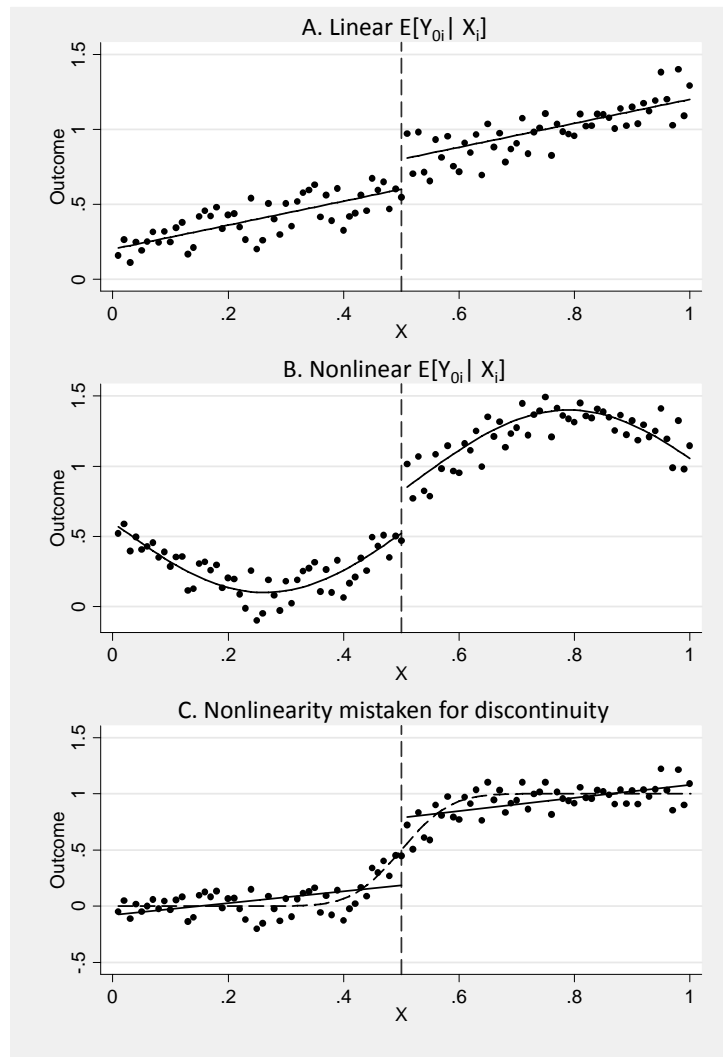 A. Linear E[Y0i| Xi]
1.5
1
.5
0
Outcome
0 .2 .4 .6 .8 1
X
B. Nonlinear E[Y0i| Xi]
1.5
1
.5
0
Outcome
0 .2 .4 .6 .8 1
X
C. Nonlinearity mistaken for discontinuity
1.5
1
.5
0
-.5
Outcome
0 .2 .4 .6 .8 1
X